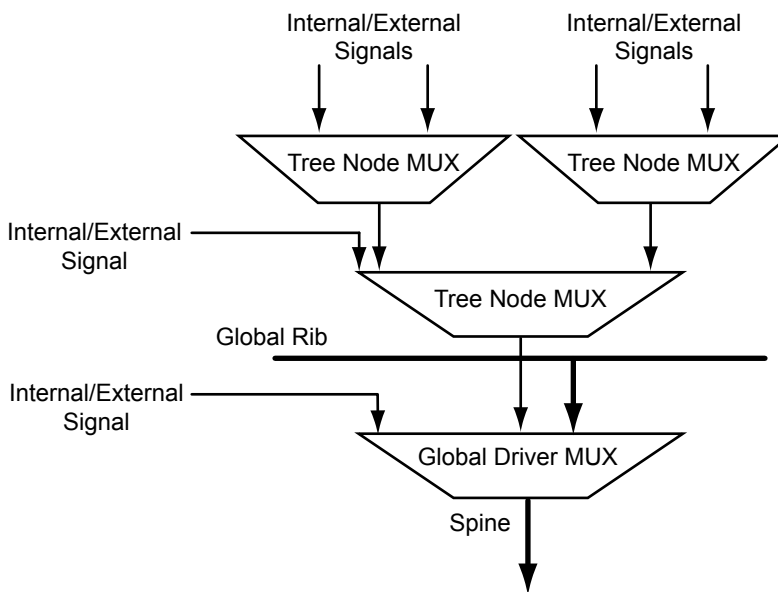 Internal/External
Signals
Internal/External
Signals
Tree Node MUX
Tree Node MUX
Internal/External
Signal
Tree Node MUX
Global Rib
Internal/External
Signal
Global Driver MUX
Spine